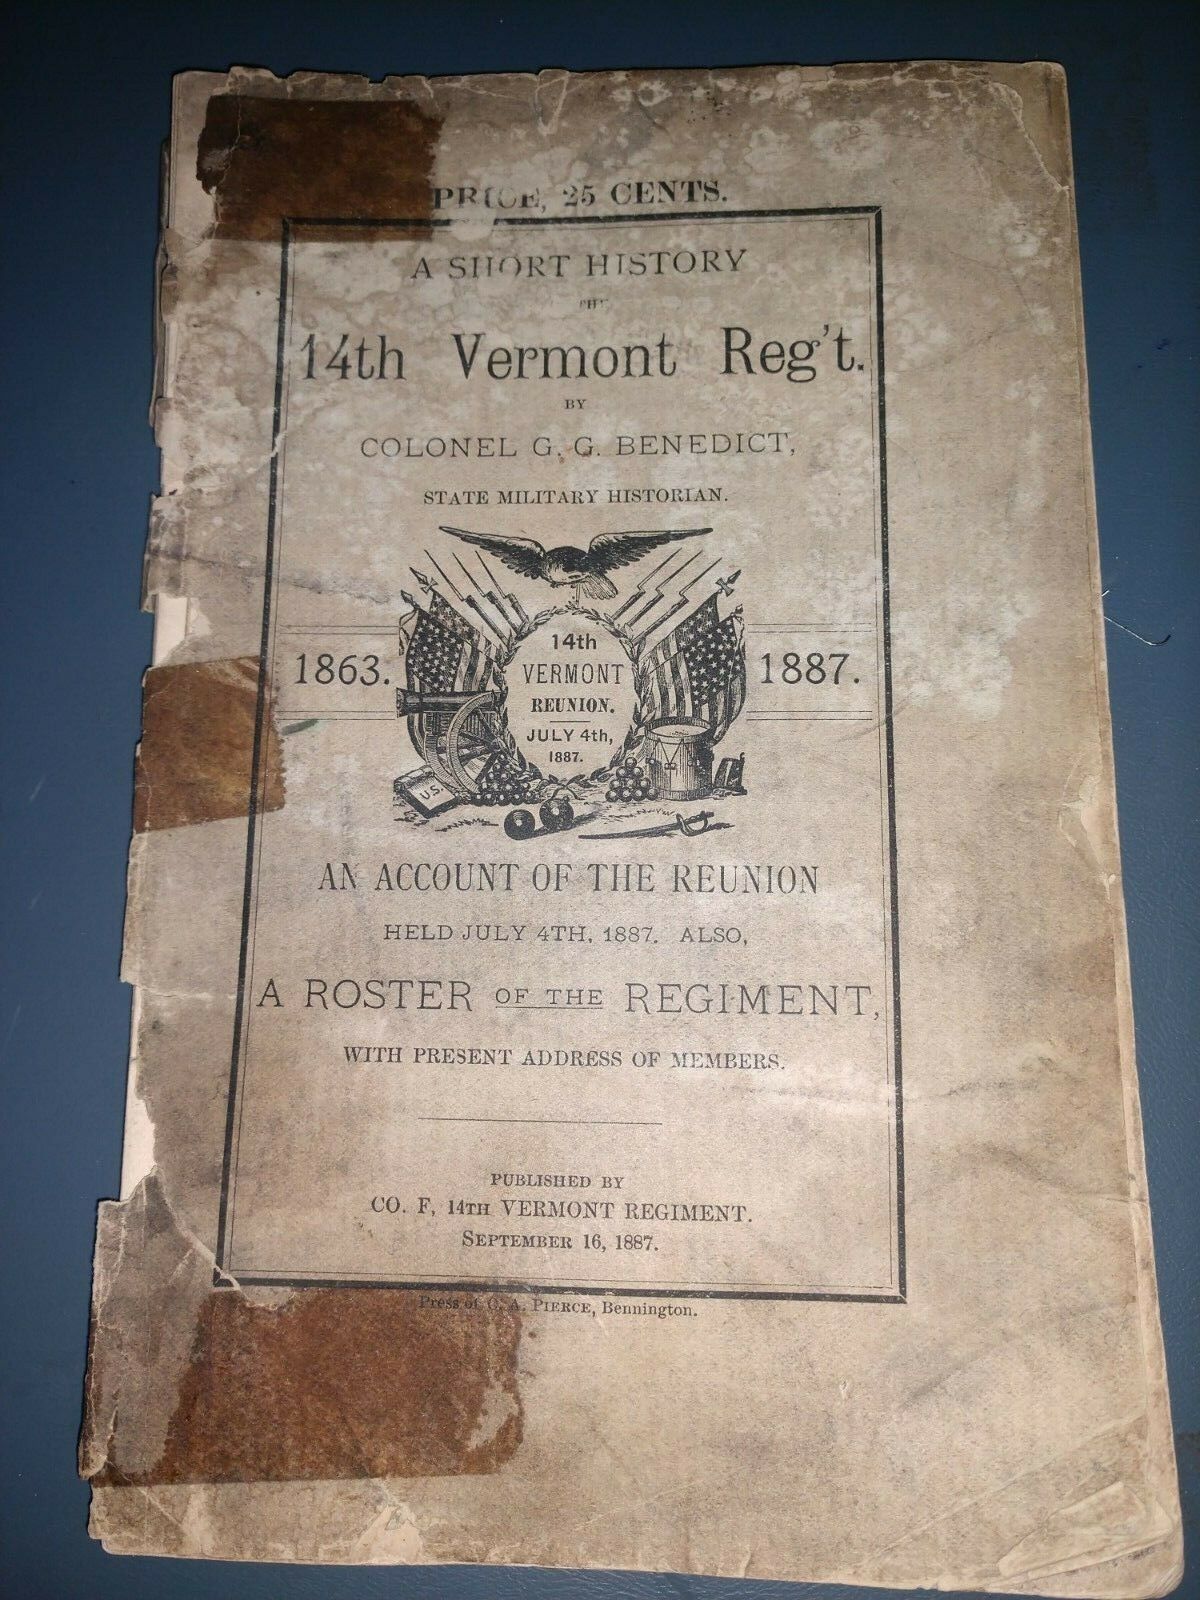 PRICE, 25 CENTS.
A SHORT HISTORY
THE
14th Vermont Reg't.
BY
COLONEL G. G. BENEDICT,
STATE MILITARY HISTORIAN.
1863.
14th
VERMONT
REUNION.
JULY 4th,
1887.
1887.
U.S.
AN ACCOUNT OF THE REUNION
HELD JULY 4TH, 1887. ALSO,
A ROSTER OF THE REGIMENT,
WITH PRESENT ADDRESS OF MEMBERS.
PUBLISHED BY
CO. F, 14TH VERMONT REGIMENT.
SEPTEMBER 16, 1887.
Press of C. A. PIERCE, Bennington.